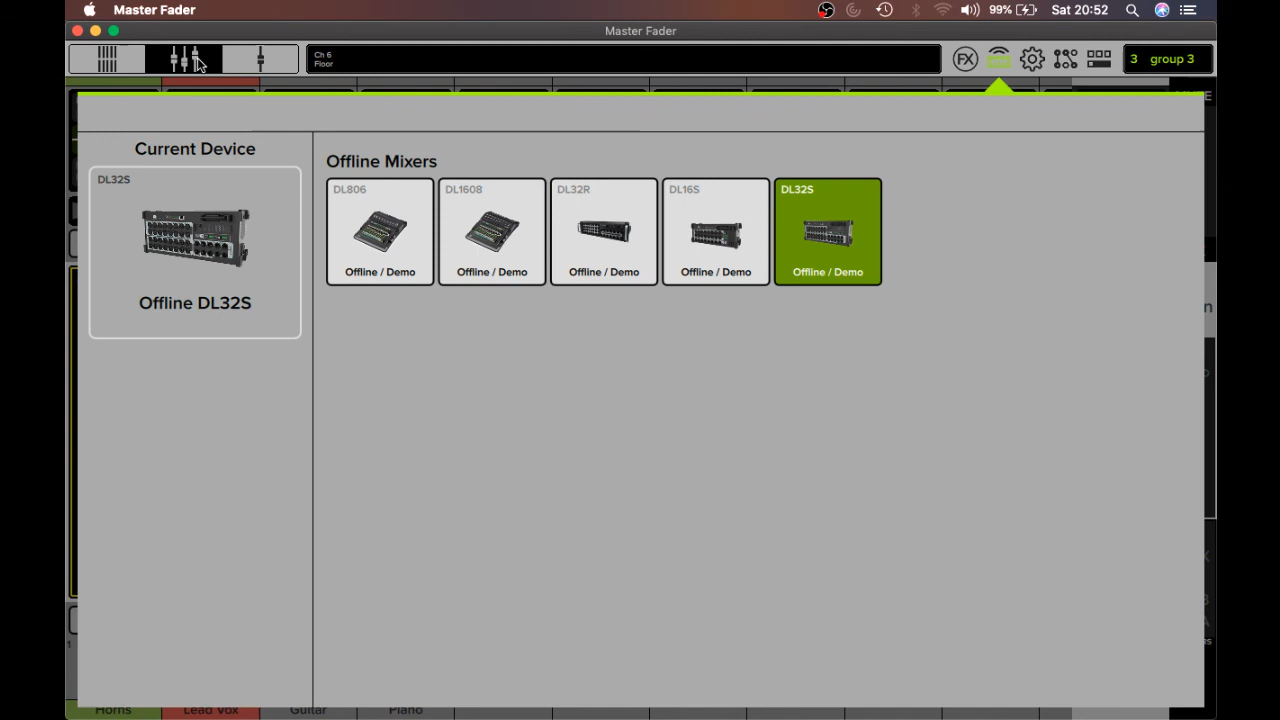 Master Fader
99%
Sat 20:52
Master Fader
Ch 6
Floor
FX
3 group 3
Current Device
DL32S
Offline DL32S
Offline Mixers
DL806
Offline / Demo
DL1608
Offline / Demo
DL32R
Offline / Demo
DL16S
Offline / Demo
DL32S
Offline / Demo
Horns
Lead Vox
Guitar
Piano